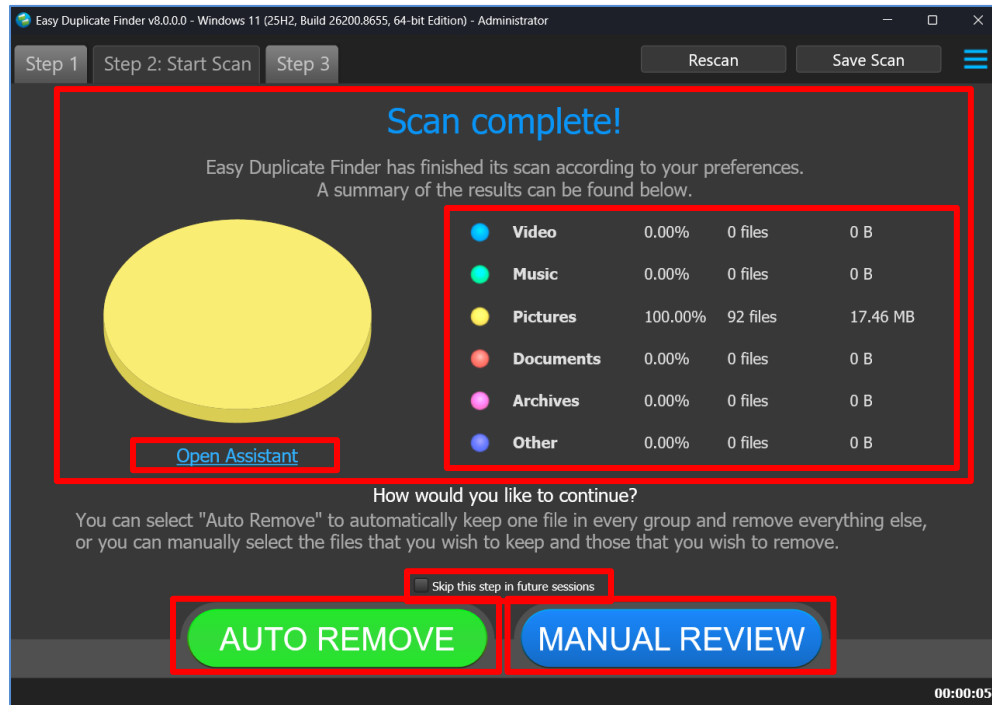 Easy Duplicate Finder v8.0.0.0 - Windows 11 (25H2, Build 26200.8655, 64-bit Edition) - Administrator
Step 1 Step 2: Start Scan Step 3 Rescan Save Scan
Scan complete!
Easy Duplicate Finder has finished its scan according to your preferences.
A summary of the results can be found below.
Video 0.00% 0 files 0 B
Music 0.00% 0 files 0 B
Pictures 100.00% 92 files 17.46 MB
Documents 0.00% 0 files 0 B
Archives 0.00% 0 files 0 B
Other 0.00% 0 files 0 B
Open Assistant
How would you like to continue?
You can select "Auto Remove" to automatically keep one file in every group and remove everything else,
or you can manually select the files that you wish to keep and those that you wish to remove.
Skip this step in future sessions
AUTO REMOVE MANUAL REVIEW
00:00:05